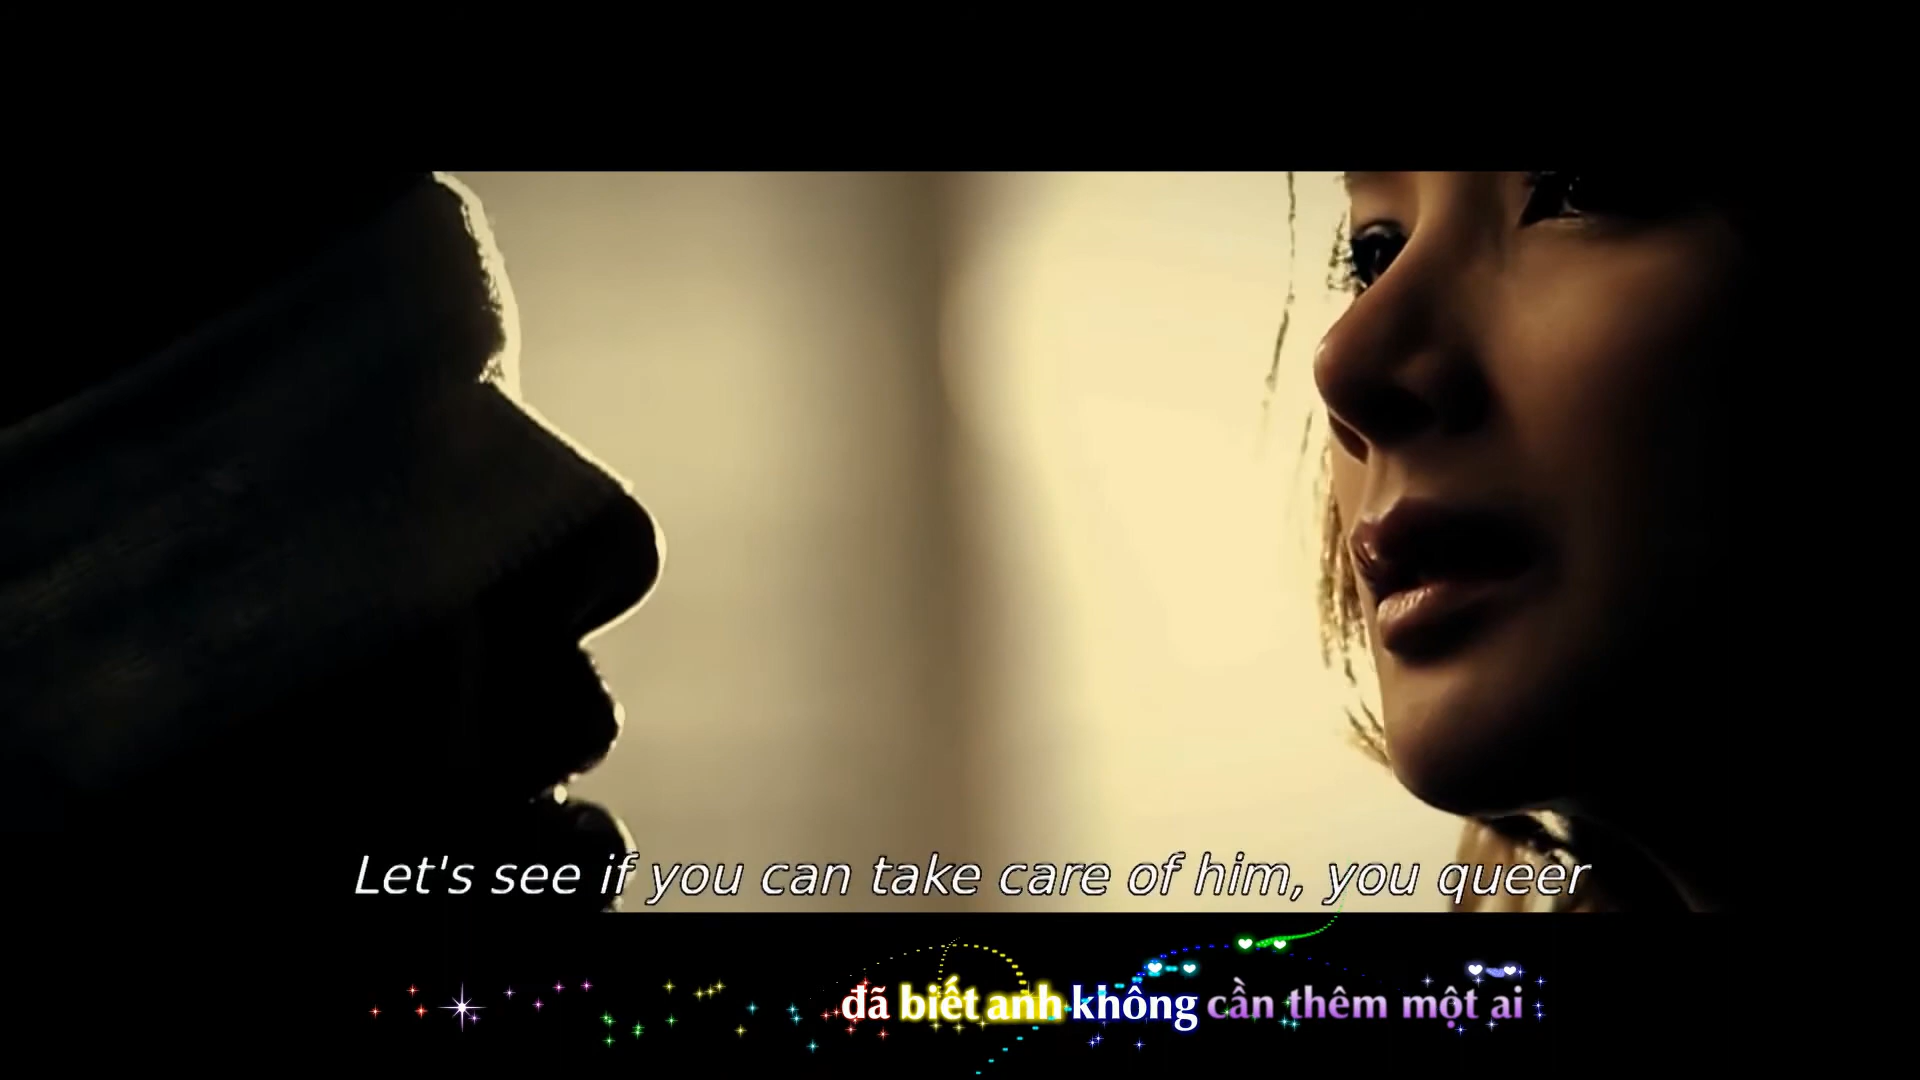 Let's see if you can take care of him, you queer
đã biết anh không cần thêm một ai